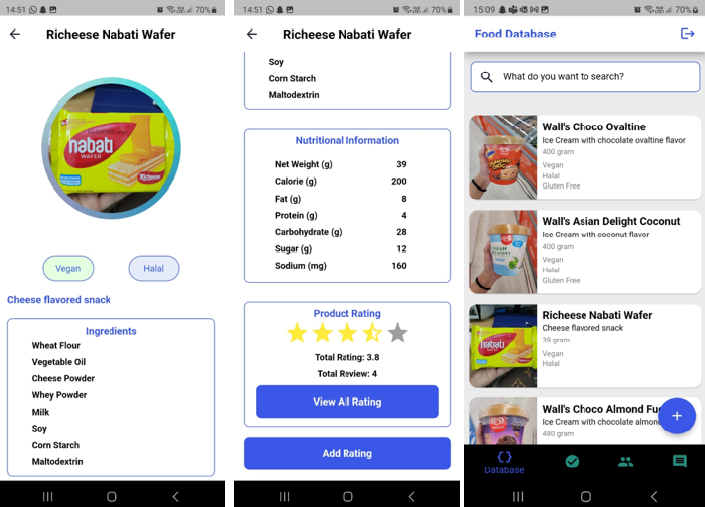 14:51 70%
Richeese Nabati Wafer
nabati
WAFER
Richeese
Vegan Halal
Cheese flavored snack
Ingredients
Wheat Flour
Vegetable Oil
Cheese Powder
Whey Powder
Milk
Soy
Corn Starch
Maltodextrin
14:51 70%
Richeese Nabati Wafer
Soy
Corn Starch
Maltodextrin
Nutritional Information
Net Weight (g) 39
Calorie (g) 200
Fat (g) 8
Protein (g) 4
Carbohydrate (g) 28
Sugar (g) 12
Sodium (mg) 160
Product Rating
Total Rating: 3.8
Total Review: 4
View All Rating
Add Rating
15:09 70%
Food Database
What do you want to search?
Wall's Choco Ovaltine
Ice Cream with chocolate ovaltine flavor
400 gram
Vegan
Halal
Gluten Free
Wall's Asian Delight Coconut
Ice Cream with coconut flavor
400 gram
Vegan
Halal
Gluten Free
nabati
Richeese Nabati Wafer
Cheese flavored snack
39 gram
Vegan
Halal
Wall's Choco Almond Fu
Ice Cream with chocolate almond
480 gram
+
Database